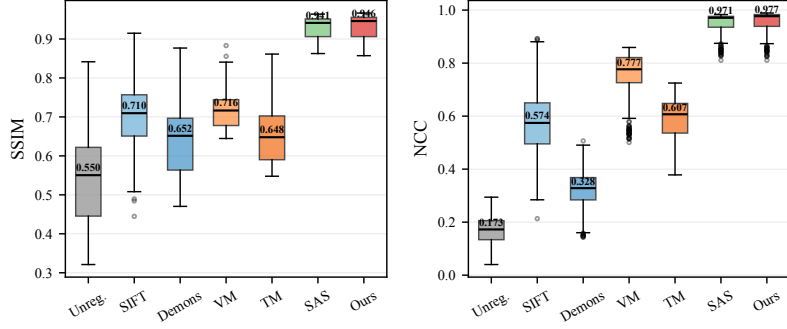 SSIM
0.9
0.8
0.7
0.6
0.5
0.4
0.3
0.550
0.710
0.652
0.716
0.648
0.941
0.946
Unreg.
SIFT
Demons
VM
TM
SAS
Ours
NCC
1.0
0.8
0.6
0.4
0.2
0.0
0.173
0.574
0.328
0.777
0.607
0.971
0.977
Unreg.
SIFT
Demons
VM
TM
SAS
Ours